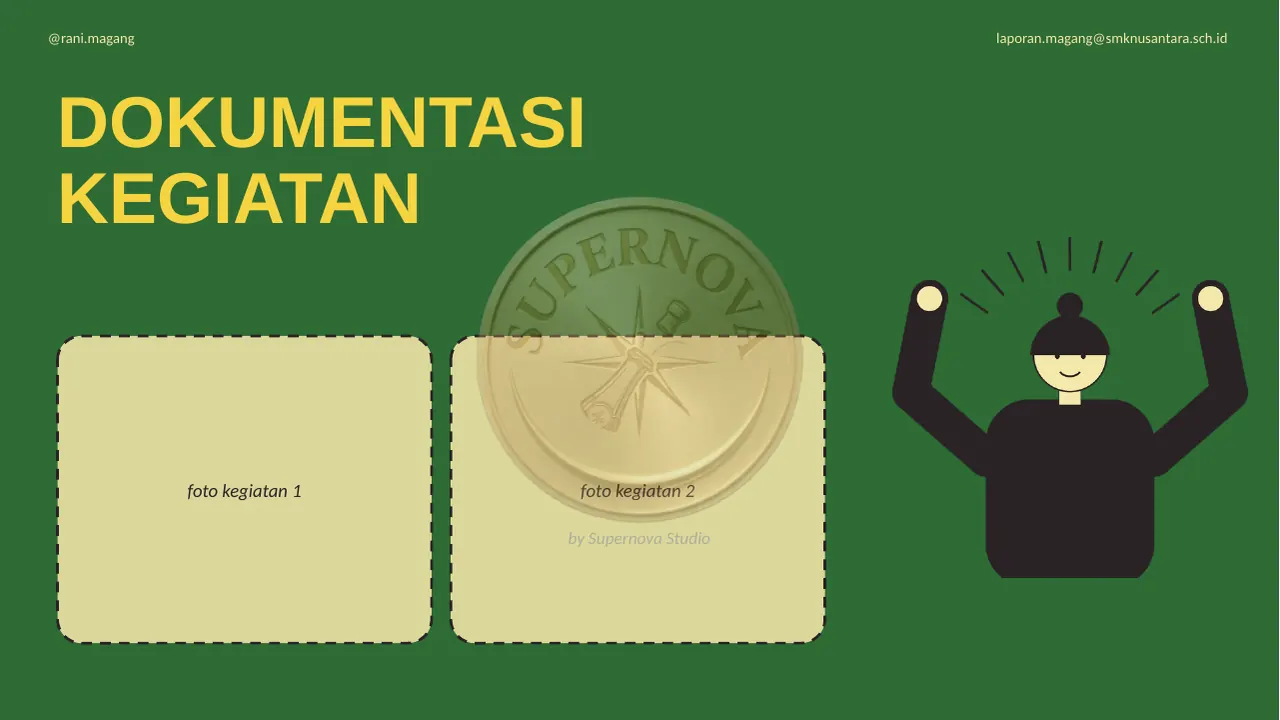 @rani.magang
laporan.magang@smknusantara.sch.id
DOKUMENTASI
KEGIATAN
SUPERNOVA
foto kegiatan 1
foto kegiatan 2
by Supernova Studio